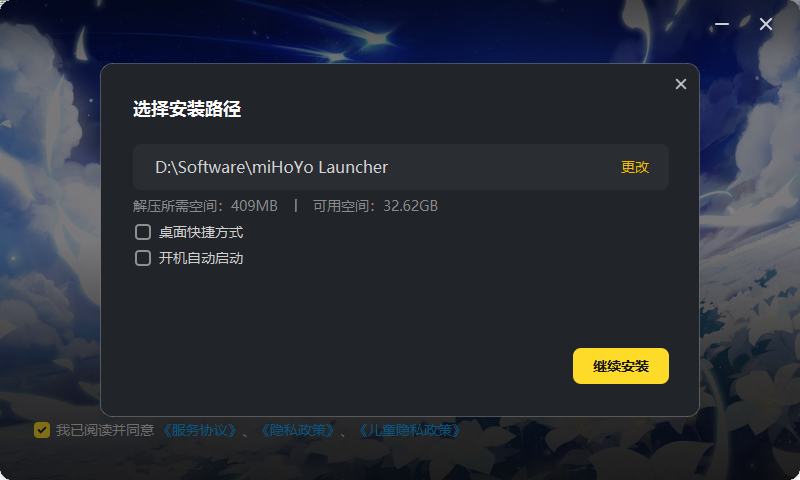 选择安装路径
D:\Software\miHoYo Launcher 更改
解压所需空间：409MB | 可用空间：32.62GB
桌面快捷方式
开机自动启动
继续安装
我已阅读并同意《服务协议》、《隐私政策》、《儿童隐私政策》